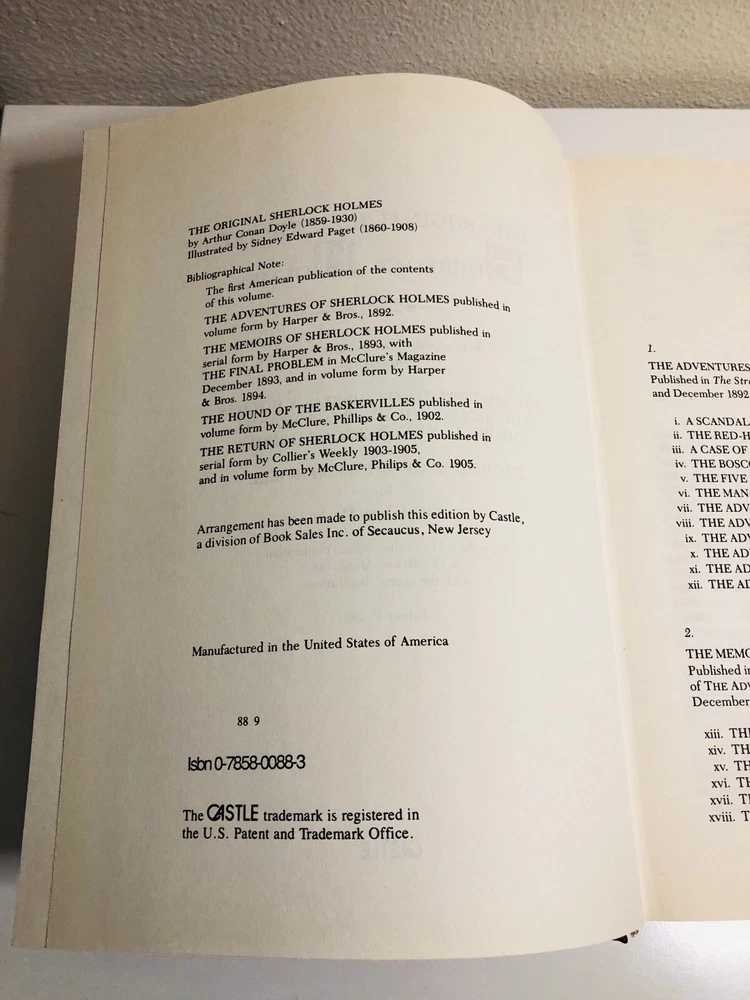 THE ORIGINAL SHERLOCK HOLMES
by Arthur Conan Doyle (1859-1930)
Illustrated by Sidney Edward Paget (1860-1908)
Bibliographical Note:
The first American publication of the contents
of this volume.
THE ADVENTURES OF SHERLOCK HOLMES published in
volume form by Harper & Bros., 1892.
THE MEMOIRS OF SHERLOCK HOLMES published in
serial form by Harper & Bros., 1893, with
THE FINAL PROBLEM in McClure's Magazine
December 1893, and in volume form by Harper
& Bros. 1894.
THE HOUND OF THE BASKERVILLES published in
volume form by McClure, Phillips & Co., 1902.
THE RETURN OF SHERLOCK HOLMES published in
serial form by Collier's Weekly 1903-1905,
and in volume form by McClure, Philips & Co. 1905.
Arrangement has been made to publish this edition by Castle,
a division of Book Sales Inc. of Secaucus, New Jersey
Manufactured in the United States of America
88 9
Isbn 0-7858-0088-3
The CASTLE trademark is registered in
the U.S. Patent and Trademark Office.
1.
THE ADVENTURES
Published in The Str
and December 1892
i. A SCANDAL
ii. THE RED-H
iii. A CASE OF
iv. THE BOSCO
v. THE FIVE
vi. THE MAN
vii. THE ADV
viii. THE ADV
ix. THE ADV
x. THE ADV
xi. THE AD
xii. THE AD
2.
THE MEMO
Published i
of THE ADV
December
xiii. THE
xiv. TH
xv. TH
xvi. TH
xvii. T
xviii. T